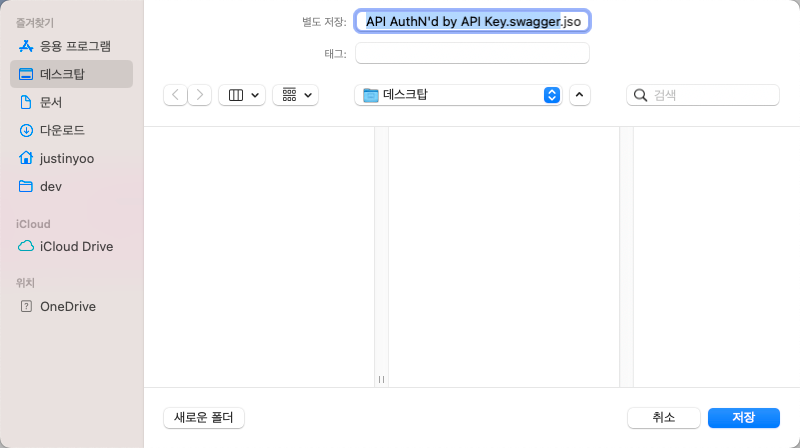 즐겨찾기
응용 프로그램
데스크탑
문서
다운로드
justinyoo
dev
iCloud
iCloud Drive
위치
OneDrive
별도 저장: API AuthN'd by API Key.swagger.jso
태그:
데스크탑
검색
새로운 폴더
취소
저장